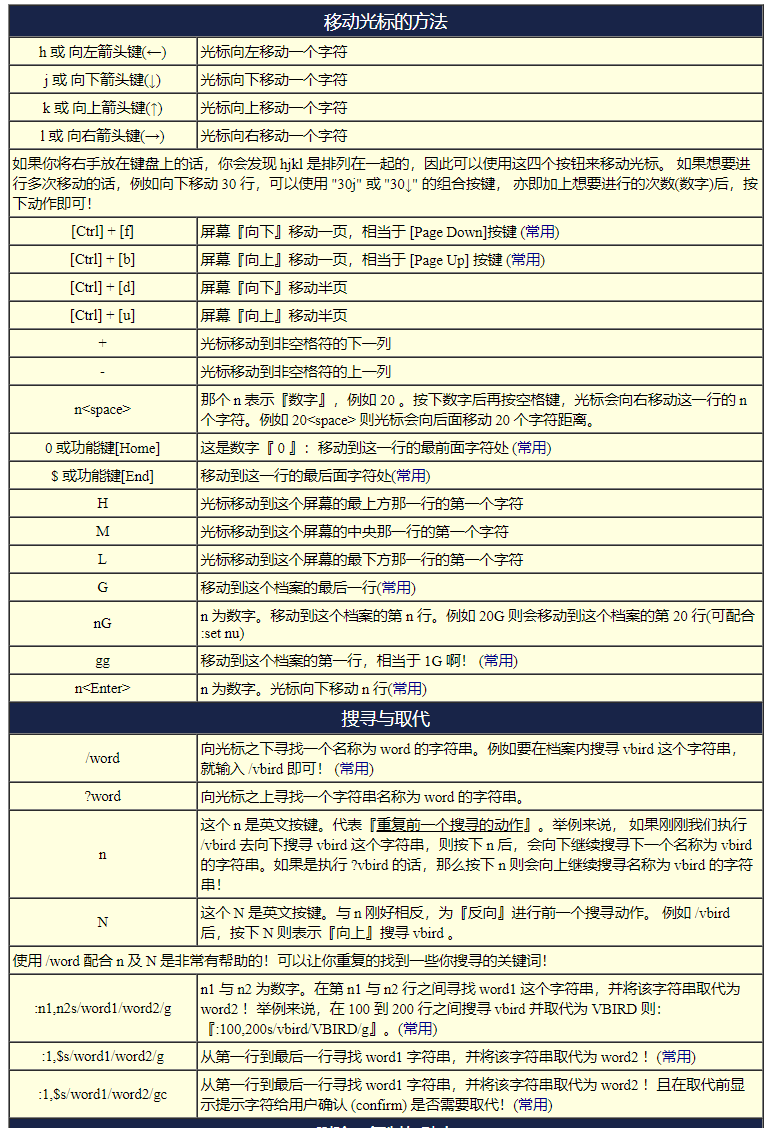 移动光标的方法
h 或 向左箭头键(←) 光标向左移动一个字符
j 或 向下箭头键(↓) 光标向下移动一个字符
k 或 向上箭头键(↑) 光标向上移动一个字符
l 或 向右箭头键(→) 光标向右移动一个字符
如果你将右手放在键盘上的话，你会发现 hjkl 是排列在一起的，因此可以使用这四个按钮来移动光标。 如果想要进
行多次移动的话，例如向下移动 30 行，可以使用 "30j" 或 "30↓" 的组合按键， 亦即加上想要进行的次数(数字)后，按
下动作即可！
[Ctrl] + [f] 屏幕『向下』移动一页，相当于 [Page Down]按键 (常用)
[Ctrl] + [b] 屏幕『向上』移动一页，相当于 [Page Up] 按键 (常用)
[Ctrl] + [d] 屏幕『向下』移动半页
[Ctrl] + [u] 屏幕『向上』移动半页
+ 光标移动到非空格符的下一列
- 光标移动到非空格符的上一列
n<space> 那个 n 表示『数字』，例如 20 。按下数字后再按空格键，光标会向右移动这一行的 n
个字符。例如 20<space> 则光标会向后面移动 20 个字符距离。
0 或功能键[Home] 这是数字『 0 』：移动到这一行的最前面字符处 (常用)
$ 或功能键[End] 移动到这一行的最后面字符处(常用)
H 光标移动到这个屏幕的最上方那一行的第一个字符
M 光标移动到这个屏幕的中央那一行的第一个字符
L 光标移动到这个屏幕的最下方那一行的第一个字符
G 移动到这个档案的最后一行(常用)
nG n 为数字。移动到这个档案的第 n 行。例如 20G 则会移动到这个档案的第 20 行(可配合
:set nu)
gg 移动到这个档案的第一行，相当于 1G 啊！ (常用)
n<Enter> n 为数字。光标向下移动 n 行(常用)
搜寻与取代
/word 向光标之下寻找一个名称为 word 的字符串。例如要在档案内搜寻 vbird 这个字符串，
就输入 /vbird 即可！ (常用)
?word 向光标之上寻找一个字符串名称为 word 的字符串。
n 这个 n 是英文按键。代表『重复前一个搜寻的动作』。举例来说， 如果刚刚我们执行
/vbird 去向下搜寻 vbird 这个字符串，则按下 n 后，会向下继续搜寻下一个名称为 vbird
的字符串。如果是执行 ?vbird 的话，那么按下 n 则会向上继续搜寻名称为 vbird 的字符
串！
N 这个 N 是英文按键。与 n 刚好相反，为『反向』进行前一个搜寻动作。 例如 /vbird
后，按下 N 则表示『向上』搜寻 vbird 。
使用 /word 配合 n 及 N 是非常有帮助的！可以让你重复的找到一些你搜寻的关键词！
:n1,n2s/word1/word2/g n1 与 n2 为数字。在第 n1 与 n2 行之间寻找 word1 这个字符串，并将该字符串取代为
word2 ！举例来说，在 100 到 200 行之间搜寻 vbird 并取代为 VBIRD 则：
『:100,200s/vbird/VBIRD/g』。(常用)
:1,$s/word1/word2/g 从第一行到最后一行寻找 word1 字符串，并将该字符串取代为 word2 ！(常用)
:1,$s/word1/word2/gc 从第一行到最后一行寻找 word1 字符串，并将该字符串取代为 word2 ！且在取代前显
示提示字符给用户确认 (confirm) 是否需要取代！(常用)